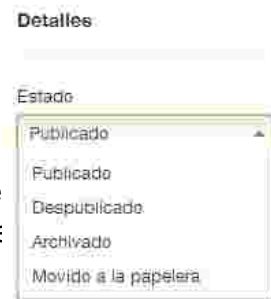 Detalles
Estado
Publicado
Publicado
Despublicado
Archivado
Movido a la papelera